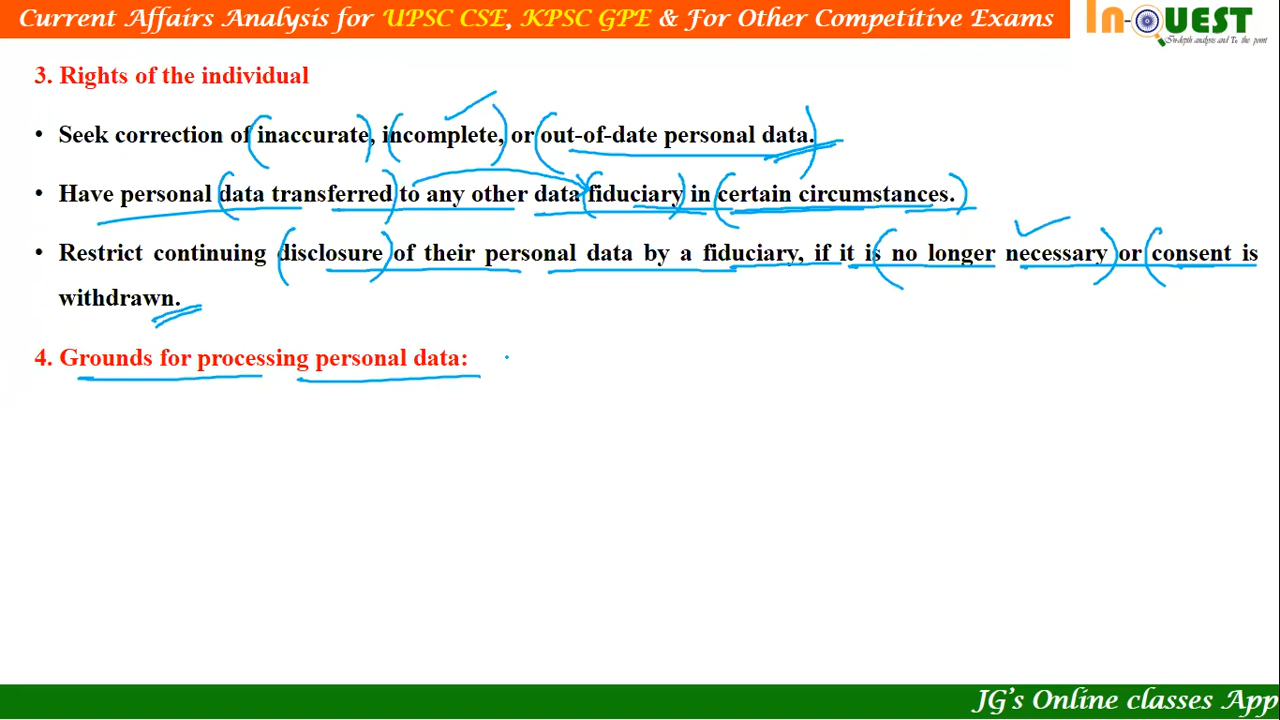 Current Affairs Analysis for UPSC CSE, KPSC GPE & For Other Competitive Exams
In-QUEST
In-depth analysis and To the point
3. Rights of the individual
• Seek correction of inaccurate, incomplete, or out-of-date personal data.
• Have personal data transferred to any other data fiduciary in certain circumstances.
• Restrict continuing disclosure of their personal data by a fiduciary, if it is no longer necessary or consent is
withdrawn.
4. Grounds for processing personal data:
JG's Online classes App